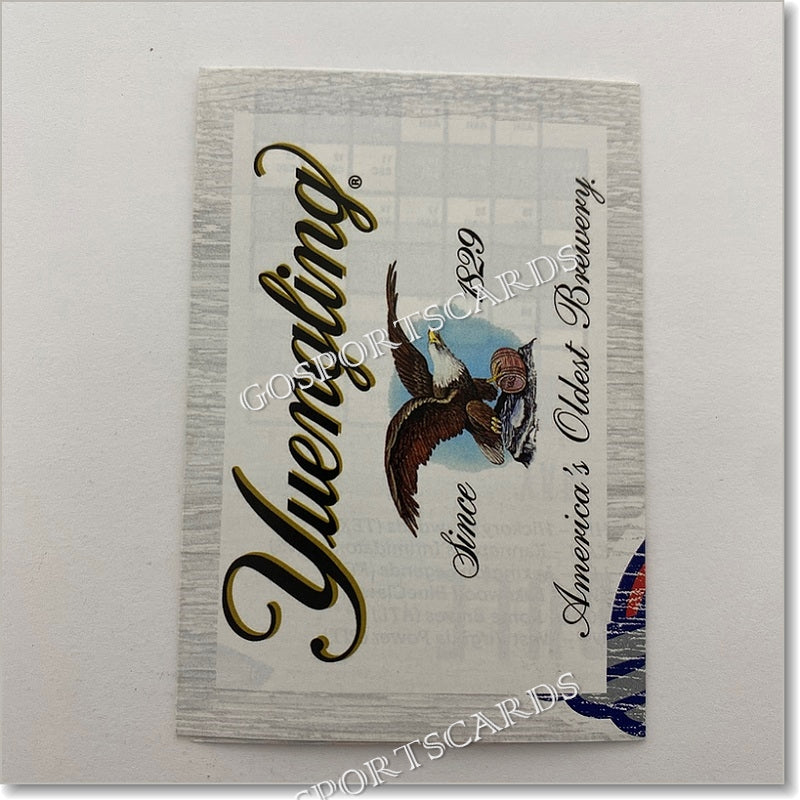 Yuengling®
Since 1829
America's Oldest Brewery.
GOSPORTSCARDS
GOSPORTSCARDS